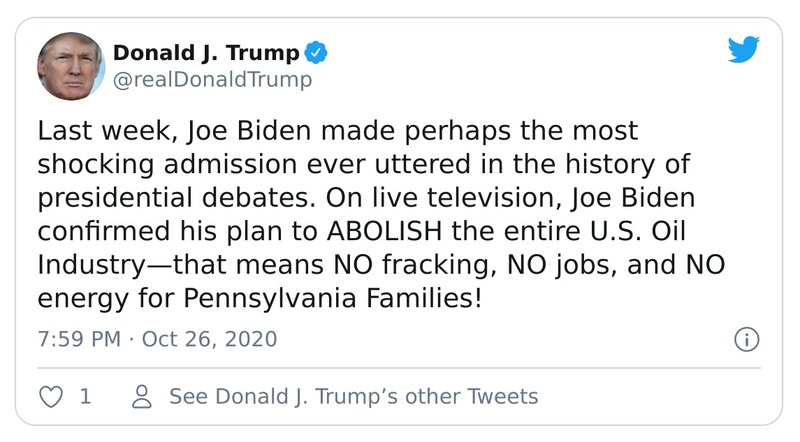 Donald J. Trump
@realDonaldTrump
Last week, Joe Biden made perhaps the most
shocking admission ever uttered in the history of
presidential debates. On live television, Joe Biden
confirmed his plan to ABOLISH the entire U.S. Oil
Industry—that means NO fracking, NO jobs, and NO
energy for Pennsylvania Families!
7:59 PM · Oct 26, 2020
1 See Donald J. Trump’s other Tweets